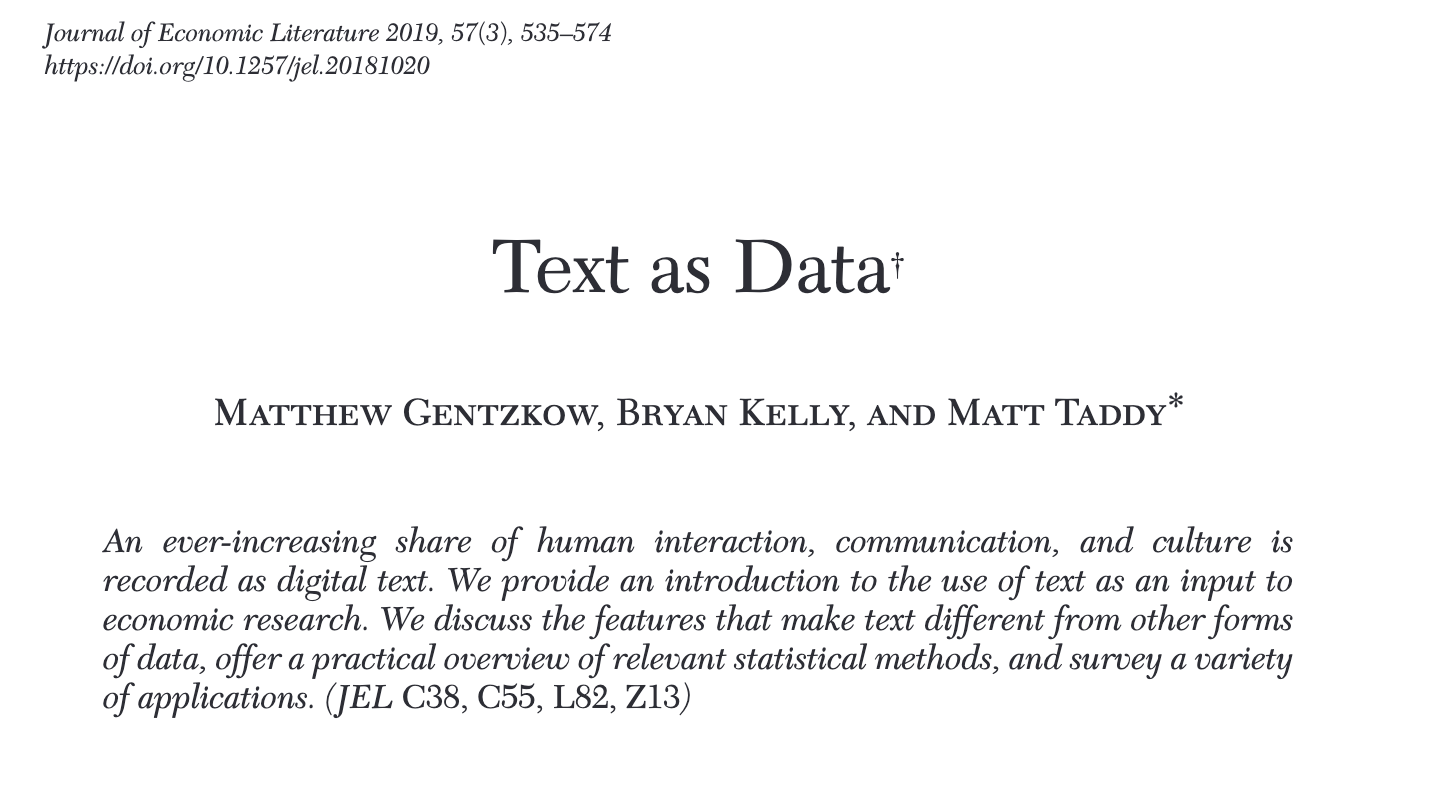 Journal of Economic Literature 2019, 57(3), 535–574
https://doi.org/10.1257/jel.20181020
Text as Data†
Matthew Gentzkow, Bryan Kelly, and Matt Taddy*
An ever-increasing share of human interaction, communication, and culture is
recorded as digital text. We provide an introduction to the use of text as an input to
economic research. We discuss the features that make text different from other forms
of data, offer a practical overview of relevant statistical methods, and survey a variety
of applications. (JEL C38, C55, L82, Z13)